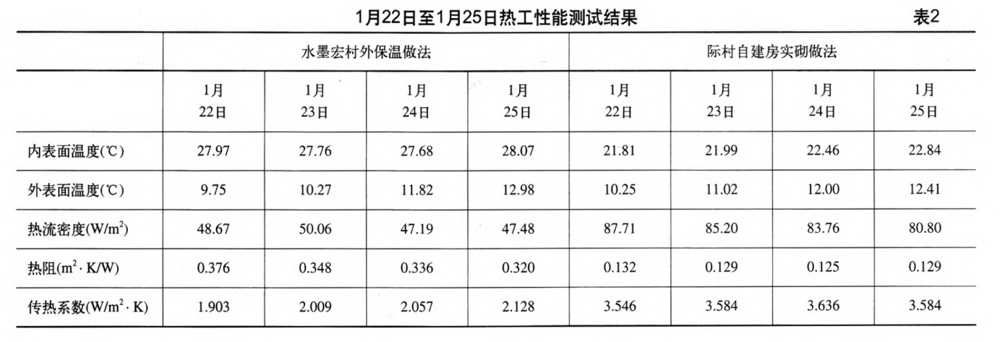 1月22日至1月25日热工性能测试结果 表2
水墨宏村外保温做法 际村自建房实砌做法
1月 1月 1月 1月 1月 1月 1月 1月
22日 23日 24日 25日 22日 23日 24日 25日
内表面温度(℃) 27.97 27.76 27.68 28.07 21.81 21.99 22.46 22.84
外表面温度(℃) 9.75 10.27 11.82 12.98 10.25 11.02 12.00 12.41
热流密度(W/m²) 48.67 50.06 47.19 47.48 87.71 85.20 83.76 80.80
热阻(m²·K/W) 0.376 0.348 0.336 0.320 0.132 0.129 0.125 0.129
传热系数(W/m²·K) 1.903 2.009 2.057 2.128 3.546 3.584 3.636 3.584